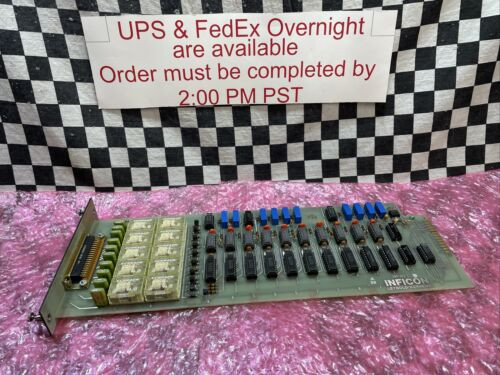 UPS & FedEx Overnight
are available
Order must be completed by
2:00 PM PST
INFICON